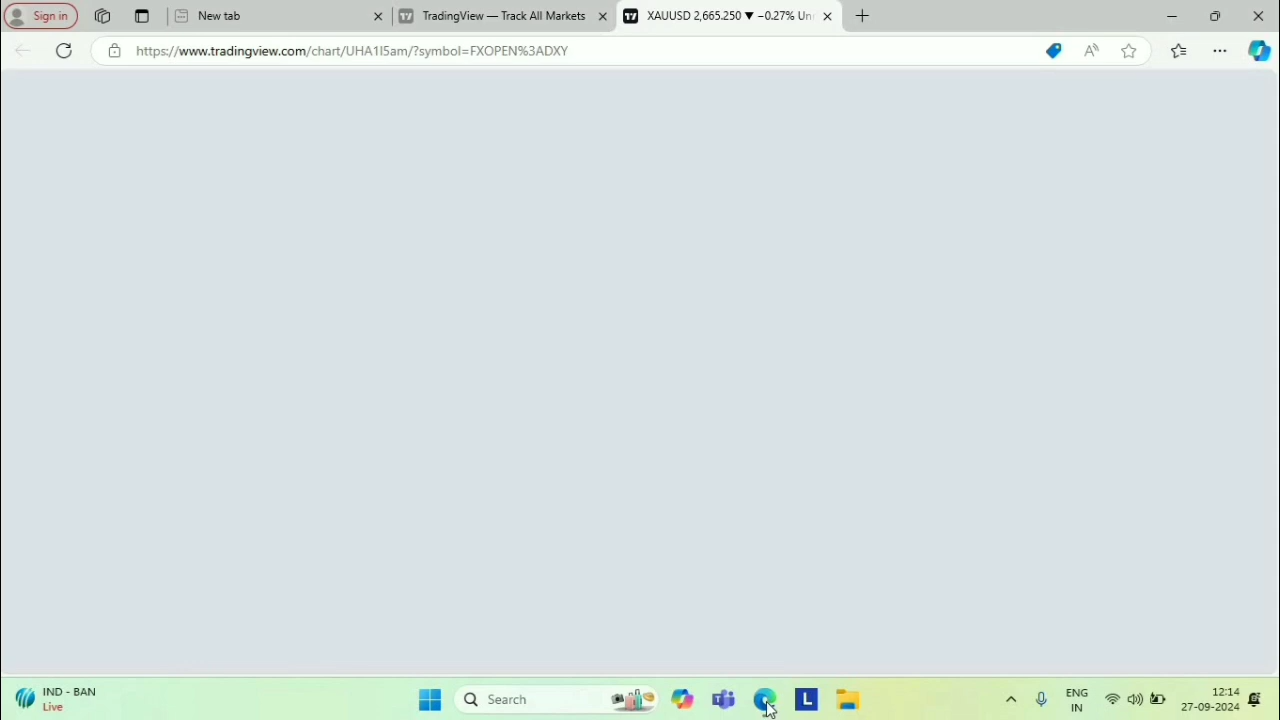 Sign in
New tab
TradingView — Track All Markets
XAUUSD 2,665.250 ▼ −0.27% Un
https://www.tradingview.com/chart/UHA1I5am/?symbol=FXOPEN%3ADXY
IND - BAN
Live
Search
L
ENG
IN
12:14
27-09-2024